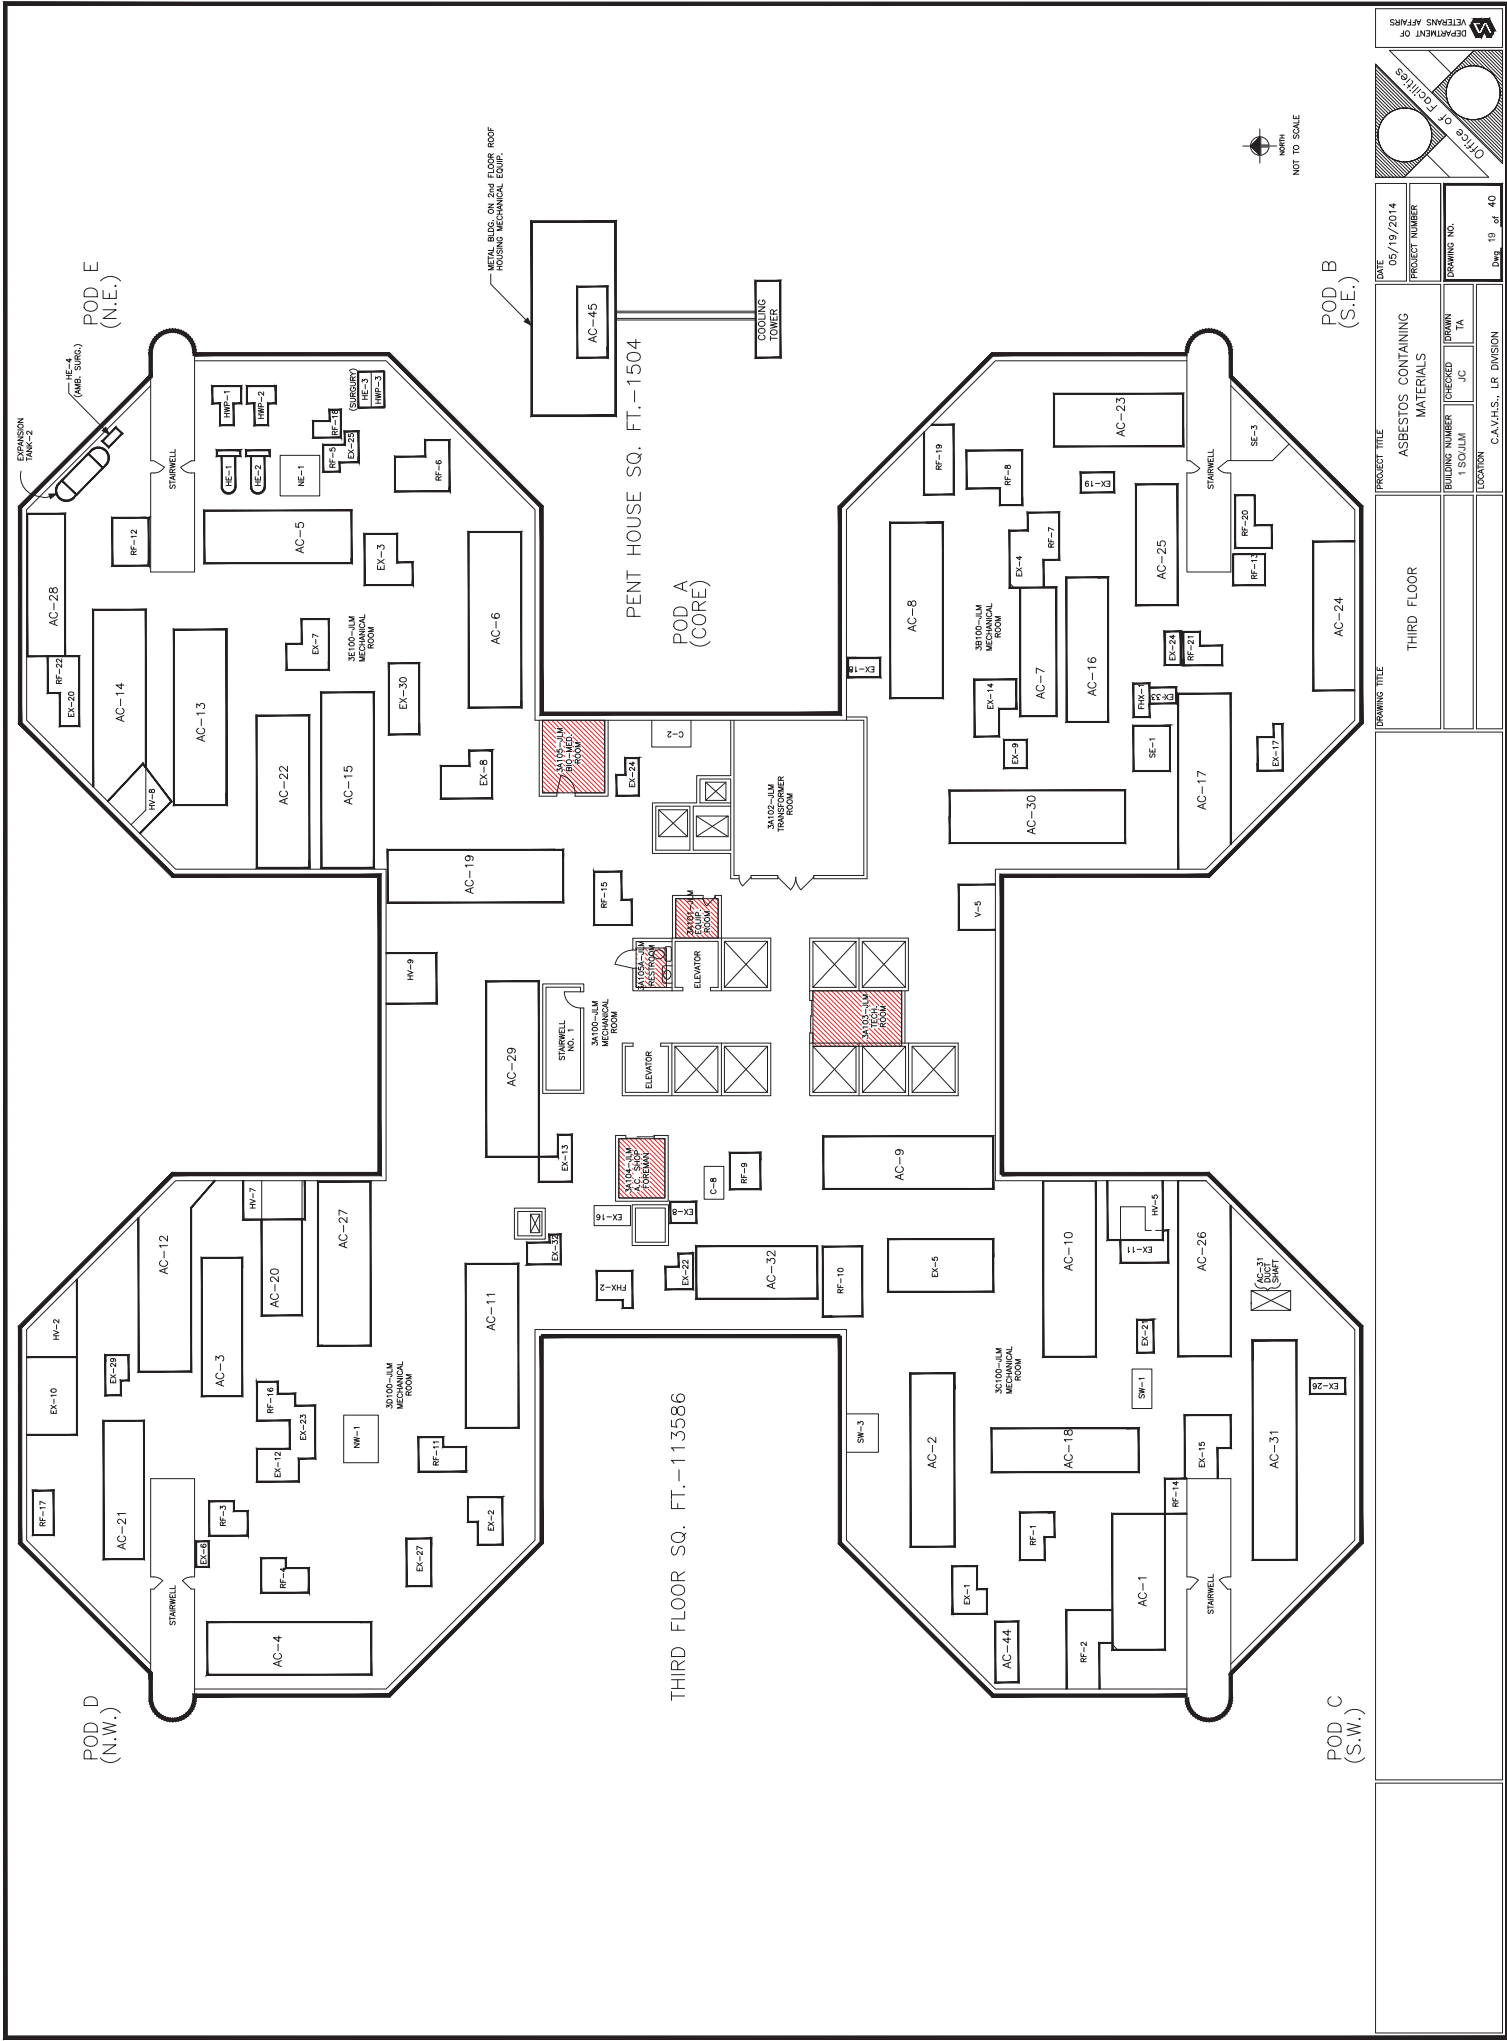 DEPARTMENT OF
VETERANS AFFAIRS
Office of Facilities
DATE
05/19/2014
PROJECT NUMBER
DRAWING NO.
Dwg 19 of 40
PROJECT TITLE
ASBESTOS CONTAINING
MATERIALS
BUILDING NUMBER
1 SO/JLM
CHECKED
JC
DRAWN
TA
LOCATION
C.A.V.H.S., LR DIVISION
DRAWING TITLE
THIRD FLOOR
NORTH
NOT TO SCALE
POD E
(N.E.)
HE-4
(AMB. SURG.)
EXPANSION
TANK-2
STAIRWELL
HWP-1
HWP-2
(SURGURY)
HE-3
HWP-3
RF-18
RF-5
EX-25
HE-1
HE-2
NE-1
RF-6
RF-12
AC-5
EX-3
AC-28
AC-6
RF-22
EX-20
AC-14
AC-13
EX-7
3E100-JLM
MECHANICAL
ROOM
EX-30
AC-22
AC-15
EX-8
HV-8
METAL BLDG. ON 2nd FLOOR ROOF
HOUSING MECHANICAL EQUIP.
AC-45
COOLING
TOWER
PENT HOUSE SQ. FT.-1504
POD A
(CORE)
3A105-JLM
BIO-MED.
ROOM
C-2
EX-24
3A102-JLM
TRANSFORMER
ROOM
AC-19
RF-15
3A101-JLM
EQUIP.
ROOM
HV-9
3A105A-JLM
RESTROOM
ELEVATOR
AC-29
STAIRWELL
NO. 1
3A100-JLM
MECHANICAL
ROOM
3A103-JLM
TECH.
ROOM
ELEVATOR
EX-13
3A104-JLM
A.C. SHOP
FOREMAN
C-8
RF-9
AC-9
EX-16
EX-8
EX-32
FHX-2
EX-22
AC-32
RF-10
EX-5
V-5
POD B
(S.E.)
AC-23
SE-3
STAIRWELL
RF-19
RF-8
EX-19
AC-8
EX-4
RF-7
AC-25
RF-20
RF-13
AC-24
3B100-JLM
MECHANICAL
ROOM
EX-18
AC-7
AC-16
EX-24
RF-21
EX-14
FHX-1
EX-33
EX-9
SE-1
EX-17
AC-30
AC-17
POD D
(N.W.)
HV-7
AC-12
AC-27
AC-20
HV-2
AC-3
AC-11
EX-10
EX-29
RF-16
3D100-JLM
MECHANICAL
ROOM
EX-23
NW-1
EX-12
RF-11
RF-17
AC-21
RF-3
EX-2
EX-6
EX-27
RF-4
STAIRWELL
AC-4
THIRD FLOOR SQ. FT.-113586
POD C
(S.W.)
HV-5
AC-10
EX-11
AC-26
AC-31
DUCT
SHAFT
EX-21
3C100-JLM
MECHANICAL
ROOM
SW-1
EX-26
SW-3
AC-2
AC-18
EX-15
AC-31
RF-14
RF-1
EX-1
AC-1
STAIRWELL
AC-44
RF-2